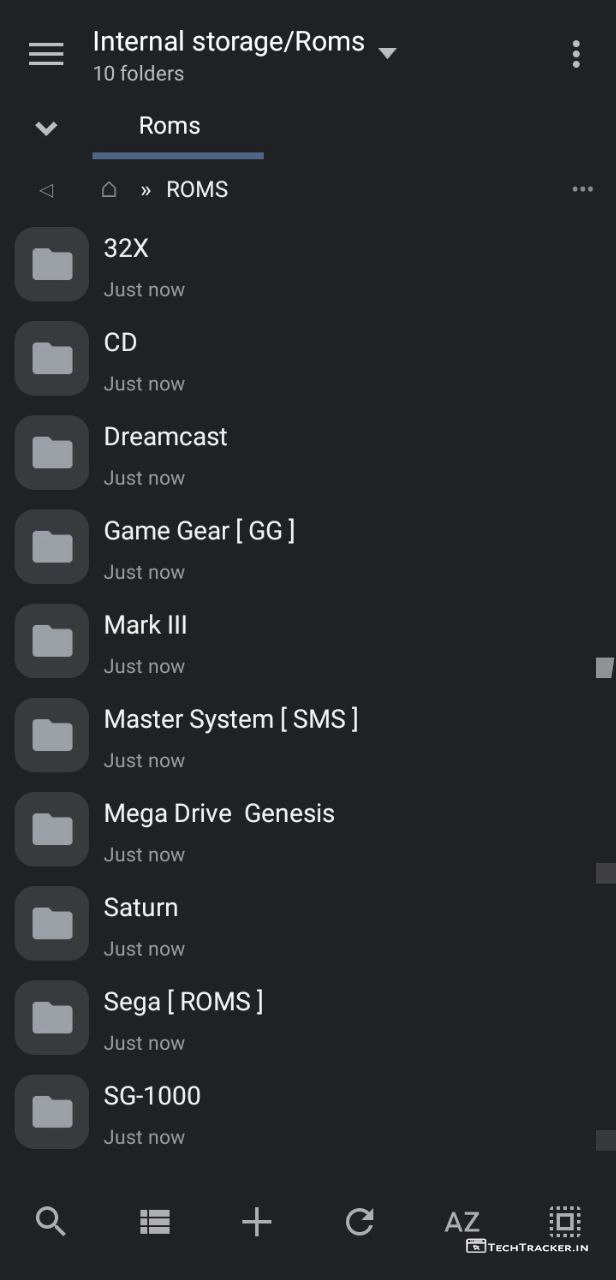 Internal storage/Roms
10 folders
Roms
» ROMS
32X
Just now
CD
Just now
Dreamcast
Just now
Game Gear [ GG ]
Just now
Mark III
Just now
Master System [ SMS ]
Just now
Mega Drive  Genesis
Just now
Saturn
Just now
Sega [ ROMS ]
Just now
SG-1000
Just now
AZ
TechTracker.in